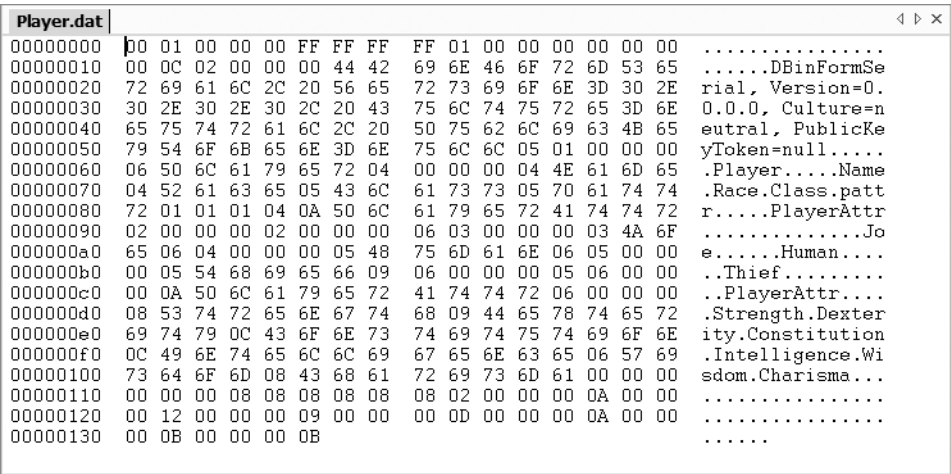 Player.dat
00000000 00 01 00 00 00 FF FF FF FF 01 00 00 00 00 00 00 ................
00000010 00 0C 02 00 00 00 44 42 69 6E 46 6F 72 6D 53 65 ......DBinFormSe
00000020 72 69 61 6C 2C 20 56 65 72 73 69 6F 6E 3D 30 2E rial, Version=0.
00000030 30 2E 30 2E 30 2C 20 43 75 6C 74 75 72 65 3D 6E 0.0.0, Culture=n
00000040 65 75 74 72 61 6C 2C 20 50 75 62 6C 69 63 4B 65 eutral, PublicKe
00000050 79 54 6F 6B 65 6E 3D 6E 75 6C 6C 05 01 00 00 00 yToken=null.....
00000060 06 50 6C 61 79 65 72 04 00 00 00 04 4E 61 6D 65 .Player.....Name
00000070 04 52 61 63 65 05 43 6C 61 73 73 05 70 61 74 74 .Race.Class.patt
00000080 72 01 01 01 04 0A 50 6C 61 79 65 72 41 74 74 72 r.....PlayerAttr
00000090 02 00 00 00 02 00 00 00 06 03 00 00 00 03 4A 6F ..............Jo
000000a0 65 06 04 00 00 00 05 48 75 6D 61 6E 06 05 00 00 e......Human....
000000b0 00 05 54 68 69 65 66 09 06 00 00 00 05 06 00 00 ..Thief.........
000000c0 00 0A 50 6C 61 79 65 72 41 74 74 72 06 00 00 00 ..PlayerAttr....
000000d0 08 53 74 72 65 6E 67 74 68 09 44 65 78 74 65 72 .Strength.Dexter
000000e0 69 74 79 0C 43 6F 6E 73 74 69 74 75 74 69 6F 6E ity.Constitution
000000f0 0C 49 6E 74 65 6C 6C 69 67 65 6E 63 65 06 57 69 .Intelligence.Wi
00000100 73 64 6F 6D 08 43 68 61 72 69 73 6D 61 00 00 00 sdom.Charisma...
00000110 00 00 00 08 08 08 08 08 08 02 00 00 00 0A 00 00 ................
00000120 00 12 00 00 00 09 00 00 00 0D 00 00 00 0A 00 00 ................
00000130 00 0B 00 00 00 0B ......